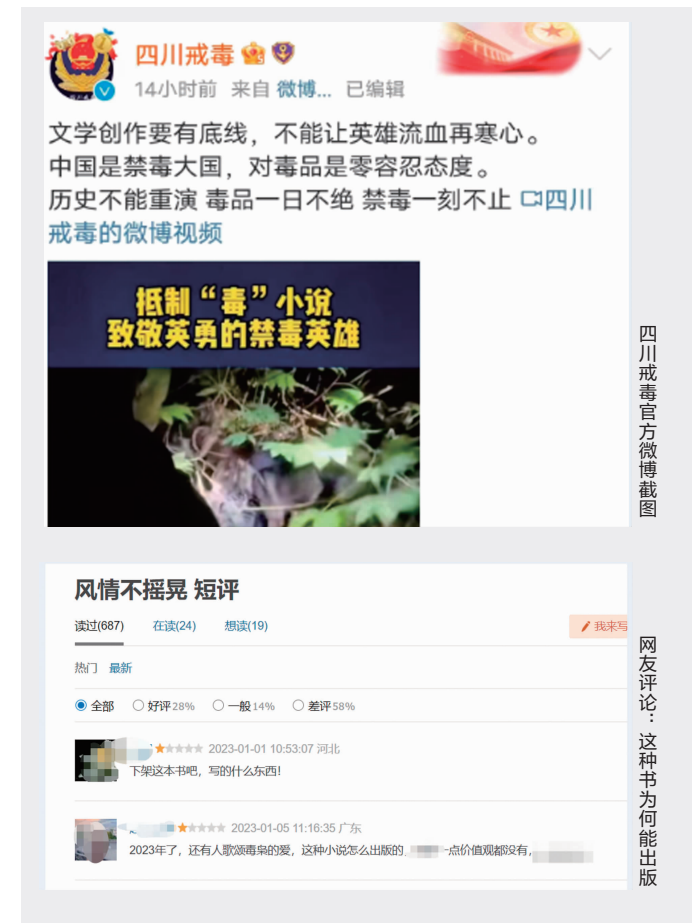 四川戒毒
14小时前 来自 微博... 已编辑
文学创作要有底线，不能让英雄流血再寒心。
中国是禁毒大国，对毒品是零容忍态度。
历史不能重演 毒品一日不绝 禁毒一刻不止 四川
戒毒的微博视频
抵制“毒”小说
致敬英勇的禁毒英雄
四川戒毒官方微博截图
风情不摇晃 短评
读过(687) 在读(24) 想读(19)
我来写
热门 最新
全部 好评28% 一般14% 差评58%
2023-01-01 10:53:07 河北
下架这本书吧，写的什么东西！
2023-01-05 11:16:35 广东
2023年了，还有人歌颂毒枭的爱，这种小说怎么出版的, 一点价值观都没有，
网友评论：这种书为何能出版